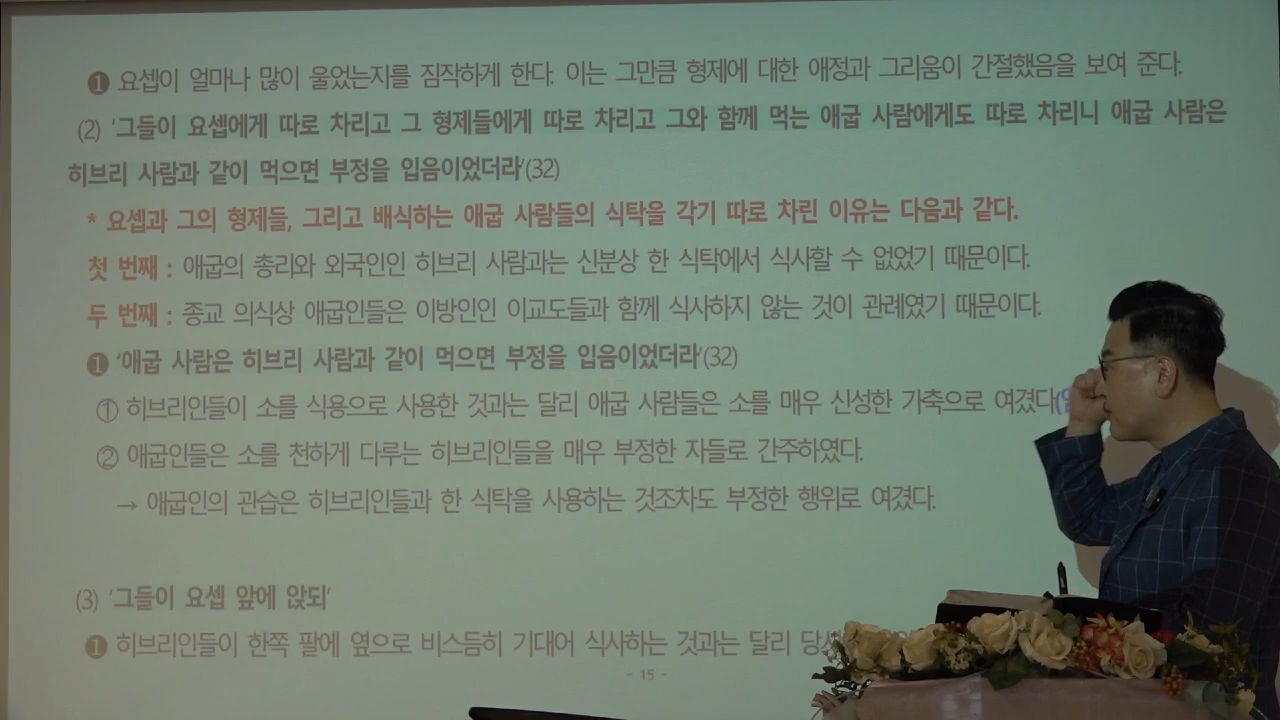 ❶ 요셉이 얼마나 많이 울었는지를 짐작하게 한다. 이는 그만큼 형제에 대한 애정과 그리움이 간절했음을 보여 준다.
(2) '그들이 요셉에게 따로 차리고 그 형제들에게 따로 차리고 그와 함께 먹는 애굽 사람에게도 따로 차리니 애굽 사람은
히브리 사람과 같이 먹으면 부정을 입음이었더라'(32)
* 요셉과 그의 형제들, 그리고 배식하는 애굽 사람들의 식탁을 각기 따로 차린 이유는 다음과 같다.
첫 번째 : 애굽의 총리와 외국인인 히브리 사람과는 신분상 한 식탁에서 식사할 수 없었기 때문이다.
두 번째 : 종교 의식상 애굽인들은 이방인인 이교도들과 함께 식사하지 않는 것이 관례였기 때문이다.
❶ '애굽 사람은 히브리 사람과 같이 먹으면 부정을 입음이었더라'(32)
① 히브리인들이 소를 식용으로 사용한 것과는 달리 애굽 사람들은 소를 매우 신성한 가축으로 여겼다
② 애굽인들은 소를 천하게 다루는 히브리인들을 매우 부정한 자들로 간주하였다.
→ 애굽인의 관습은 히브리인들과 한 식탁을 사용하는 것조차도 부정한 행위로 여겼다.
(3) '그들이 요셉 앞에 앉되'
❶ 히브리인들이 한쪽 팔에 옆으로 비스듬히 기대어 식사하는 것과는 달리
- 15 -